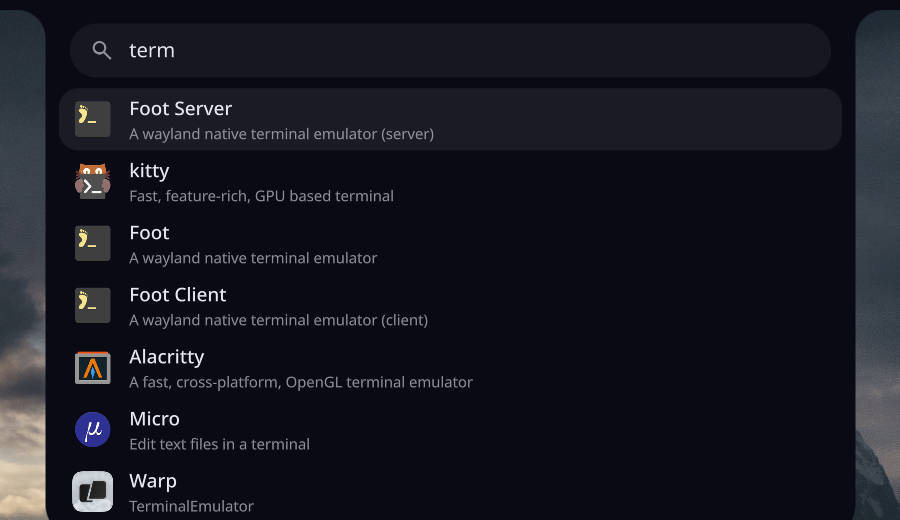 term
Foot Server
A wayland native terminal emulator (server)
kitty
Fast, feature-rich, GPU based terminal
Foot
A wayland native terminal emulator
Foot Client
A wayland native terminal emulator (client)
Alacritty
A fast, cross-platform, OpenGL terminal emulator
Micro
Edit text files in a terminal
Warp
TerminalEmulator